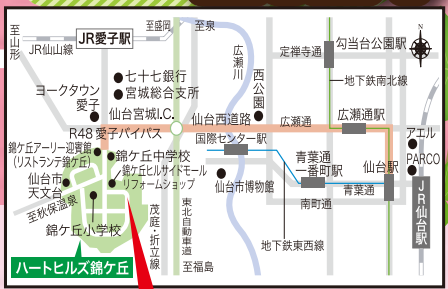 至山形
JR仙山線
JR愛子駅
至盛岡
至泉
広瀬川
定禅寺通
勾当台公園駅
N
七十七銀行
宮城総合支所
ヨークタウン
愛子
仙台宮城I.C.
西公園
地下鉄南北線
仙台西道路
広瀬通
広瀬通駅
R48 愛子バイパス
国際センター駅
アエル
PARCO
錦ケ丘アーリー迎賓館
(リストランテ錦ケ丘)
錦ケ丘中学校
錦ケ丘ヒルサイドモール
リフォームショップ
仙台市
天文台
仙台市博物館
青葉通
一番町駅
仙台駅
青葉通
南町通
JR仙台駅
至秋保温泉
錦ケ丘小学校
茂庭・折立線
東北自動車道
地下鉄東西線
至福島
ハートヒルズ錦ケ丘